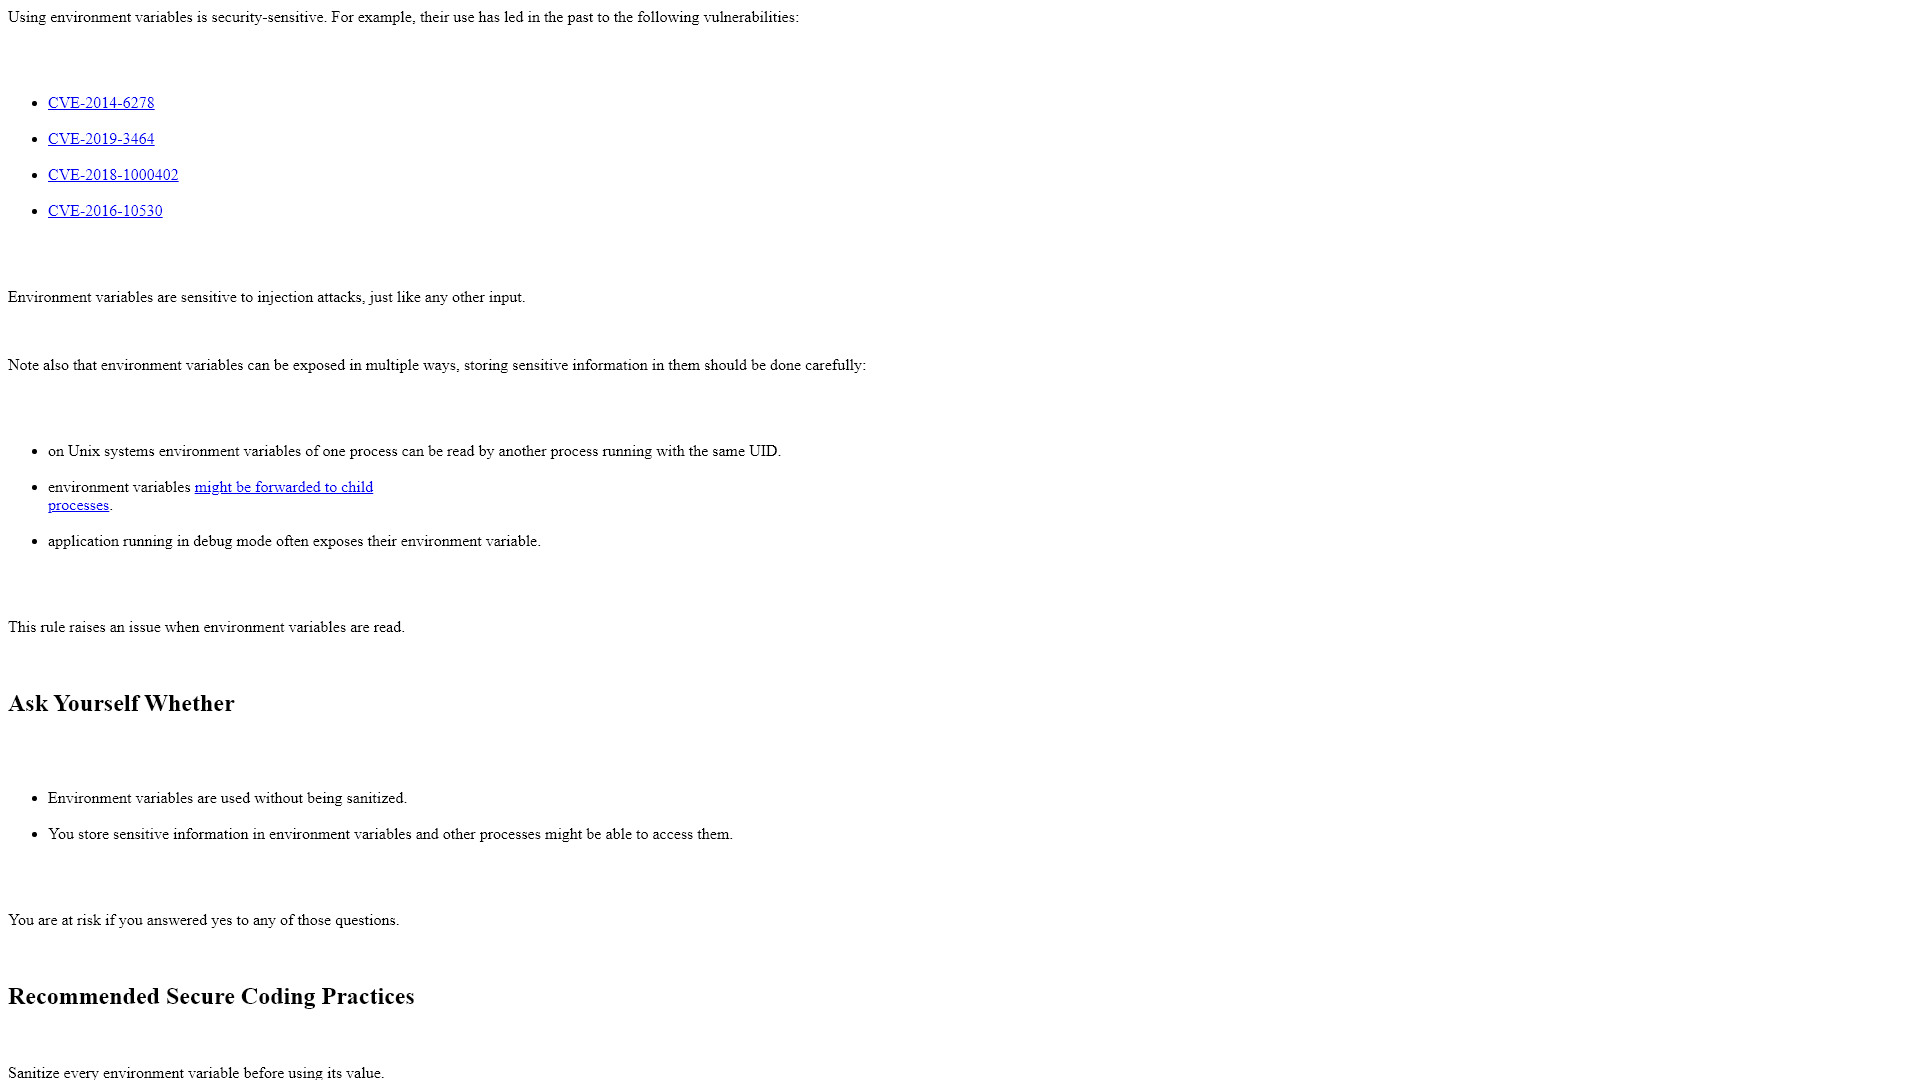 Using environment variables is security-sensitive. For example, their use has led in the past to the following vulnerabilities:
• CVE-2014-6278
• CVE-2019-3464
• CVE-2018-1000402
• CVE-2016-10530
Environment variables are sensitive to injection attacks, just like any other input.
Note also that environment variables can be exposed in multiple ways, storing sensitive information in them should be done carefully:
• on Unix systems environment variables of one process can be read by another process running with the same UID.
• environment variables might be forwarded to child
processes.
• application running in debug mode often exposes their environment variable.
This rule raises an issue when environment variables are read.
Ask Yourself Whether
• Environment variables are used without being sanitized.
• You store sensitive information in environment variables and other processes might be able to access them.
You are at risk if you answered yes to any of those questions.
Recommended Secure Coding Practices
Sanitize every environment variable before using its value.